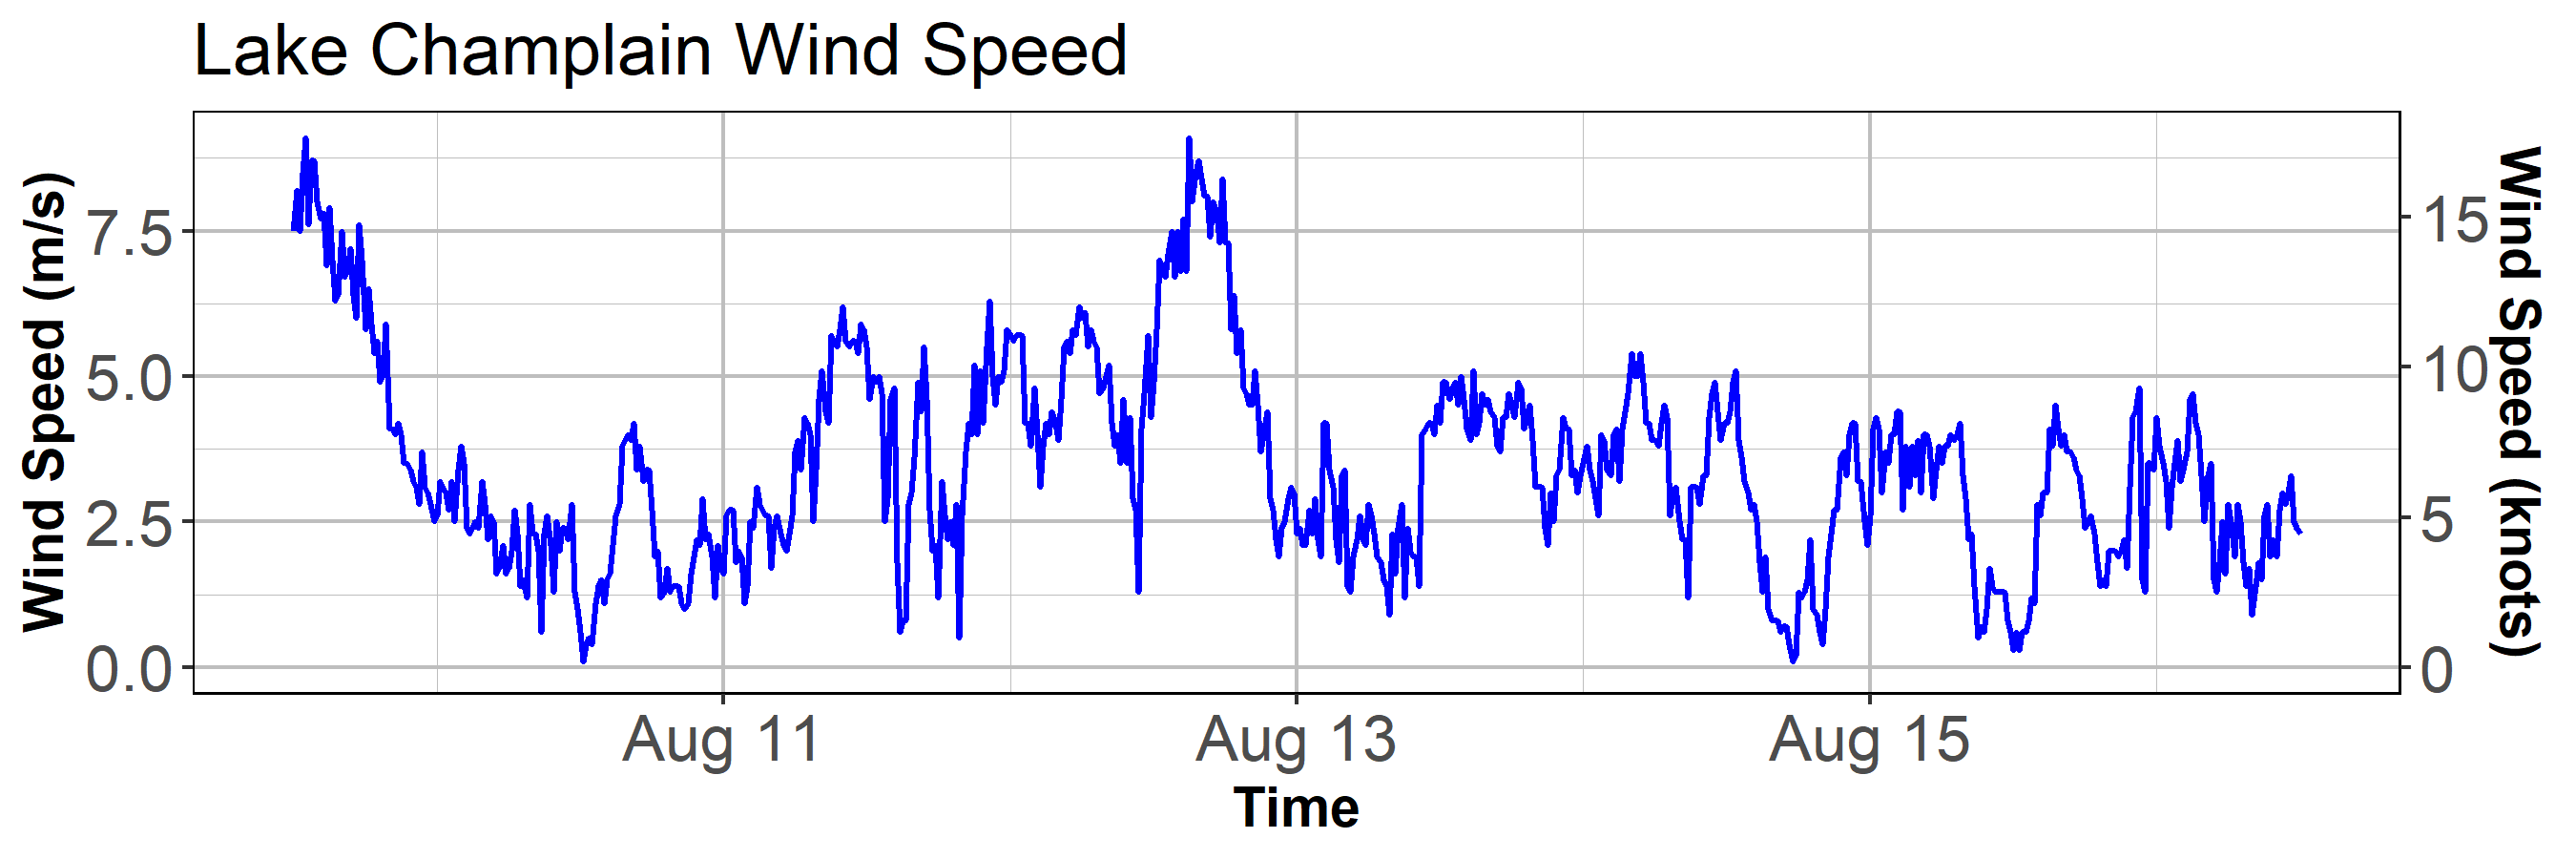 Lake Champlain Wind Speed
Wind Speed (m/s)
7.5
5.0
2.5
0.0
15
10
5
0
Wind Speed (knots)
Aug 11
Aug 13
Aug 15
Time